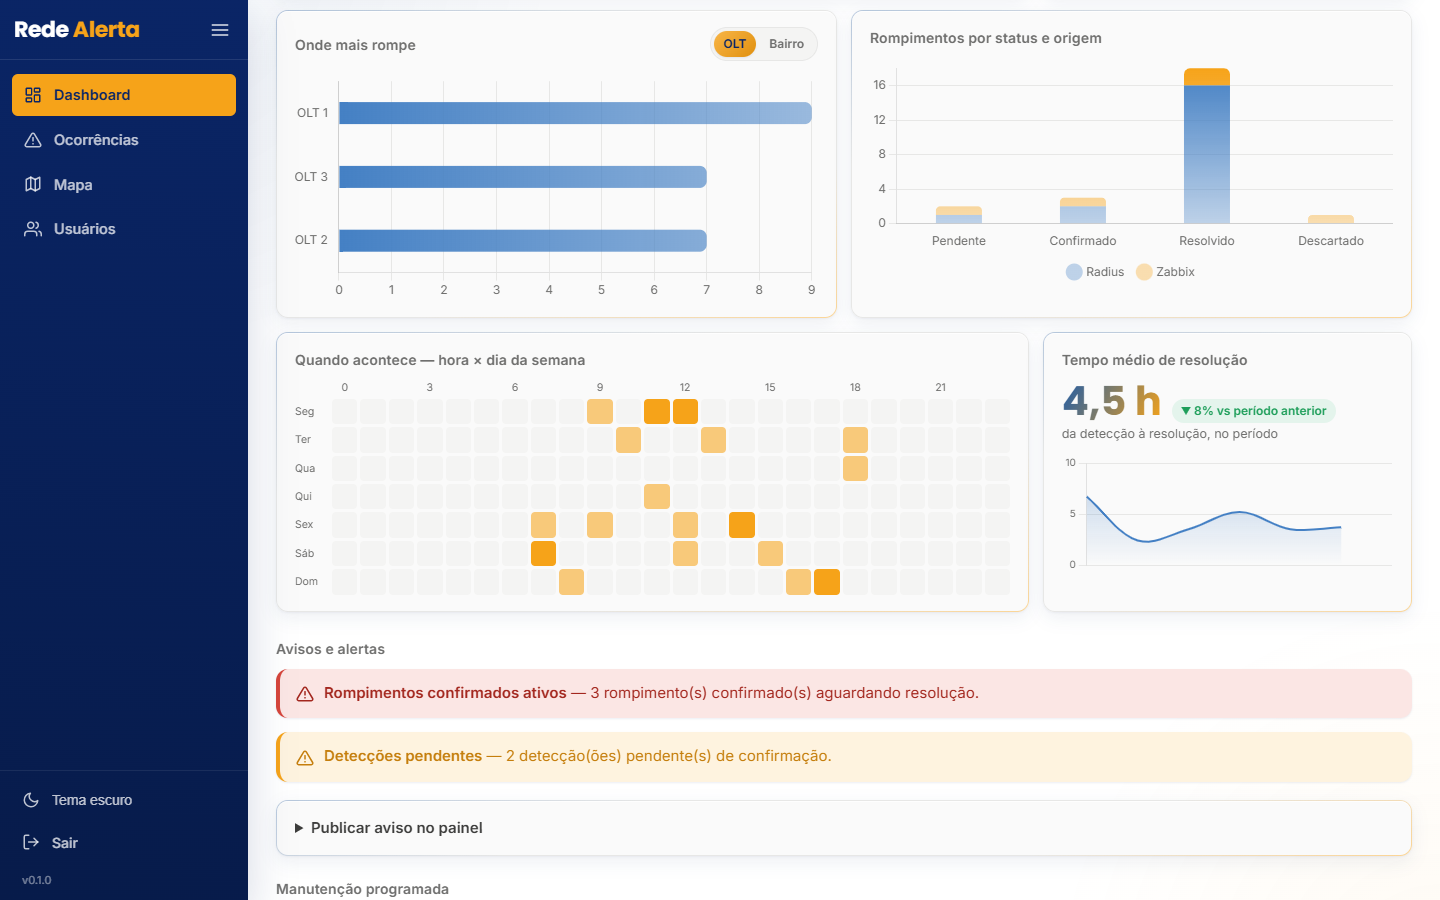 Rede Alerta
Dashboard
Ocorrências
Mapa
Usuários
Tema escuro
Sair
v0.1.0
Onde mais rompe
OLT Bairro
OLT 1
OLT 3
OLT 2
0 1 2 3 4 5 6 7 8 9
Rompimentos por status e origem
16
12
8
4
0
Pendente Confirmado Resolvido Descartado
Radius Zabbix
Quando acontece — hora × dia da semana
0 3 6 9 12 15 18 21
Seg
Ter
Qua
Qui
Sex
Sáb
Dom
Tempo médio de resolução
4,5 h ▼ 8% vs período anterior
da detecção à resolução, no período
10
5
0
Avisos e alertas
Rompimentos confirmados ativos — 3 rompimento(s) confirmado(s) aguardando resolução.
Detecções pendentes — 2 detecção(ões) pendente(s) de confirmação.
▶ Publicar aviso no painel
Manutenção programada